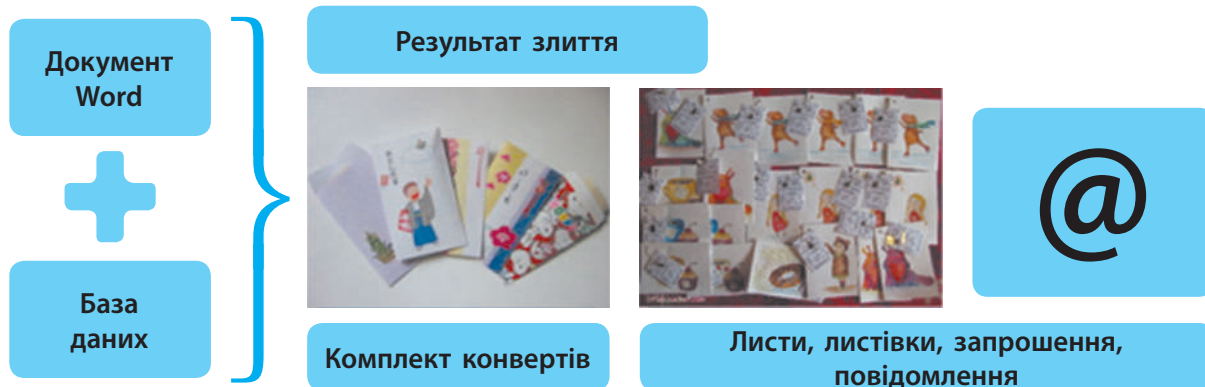 Документ
Word
База
даних
Результат злиття
@
Комплект конвертів
Листи, листівки, запрошення,
повідомлення